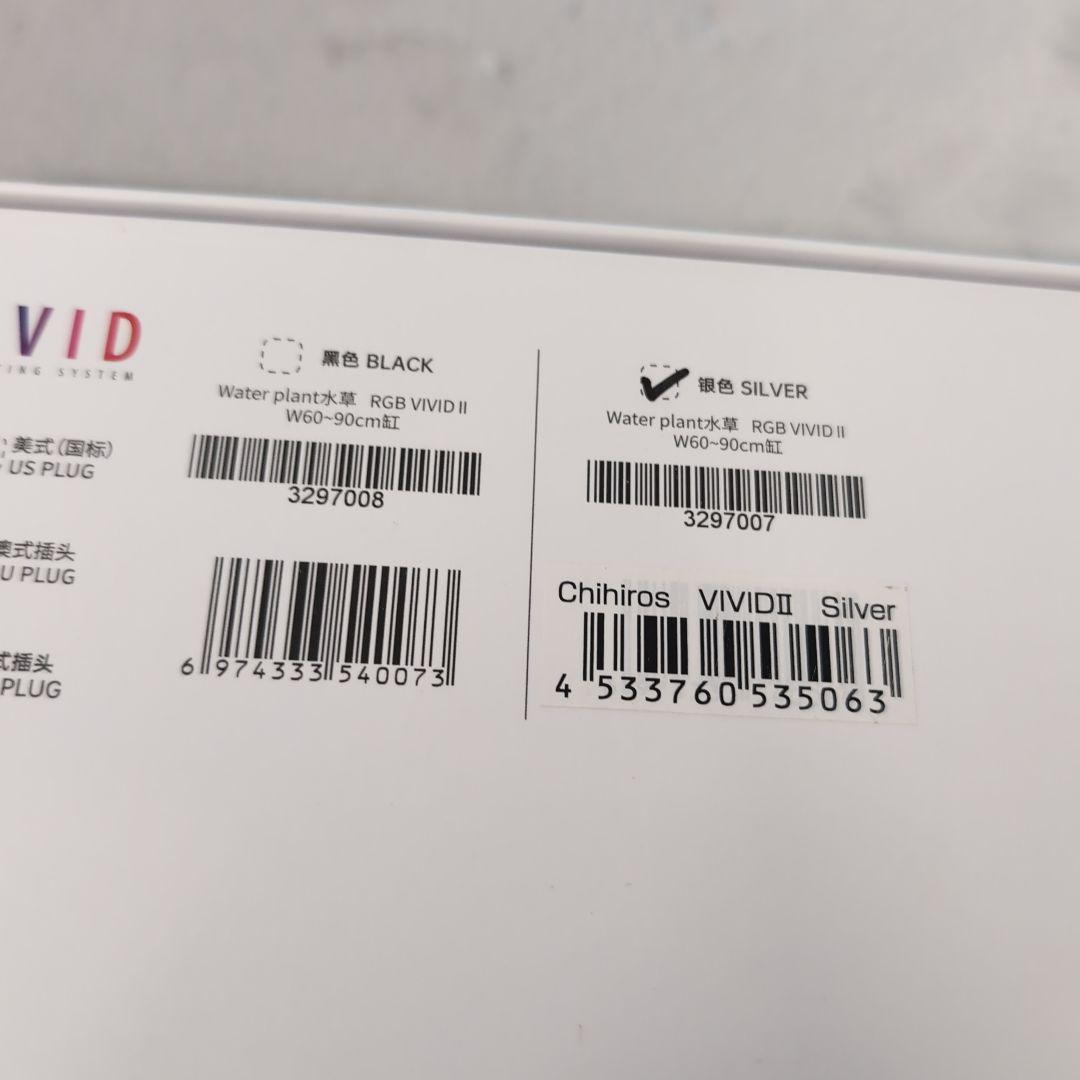 VIVID
TING SYSTEM
美式(国标)
US PLUG
澳式插头
U PLUG
式插头
PLUG
黑色 BLACK
Water plant水草 RGB VIVID II
W60~90cm缸
3297008
6 974333 540073
银色 SILVER
Water plant水草 RGB VIVID II
W60~90cm缸
3297007
Chihiros VIVIDⅡ Silver
4 533760 535063